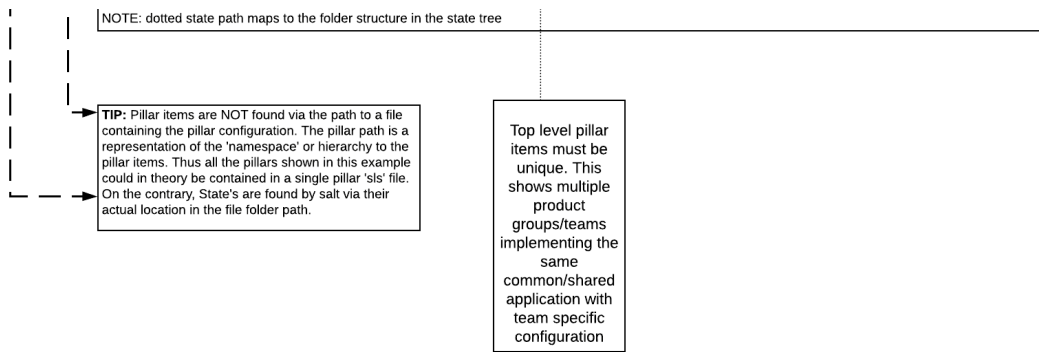 NOTE: dotted state path maps to the folder structure in the state tree
TIP: Pillar items are NOT found via the path to a file
containing the pillar configuration. The pillar path is a
representation of the 'namespace' or hierarchy to the
pillar items. Thus all the pillars shown in this example
could in theory be contained in a single pillar 'sls' file.
On the contrary, State's are found by salt via their
actual location in the file folder path.
Top level pillar
items must be
unique. This
shows multiple
product
groups/teams
implementing the
same
common/shared
application with
team specific
configuration